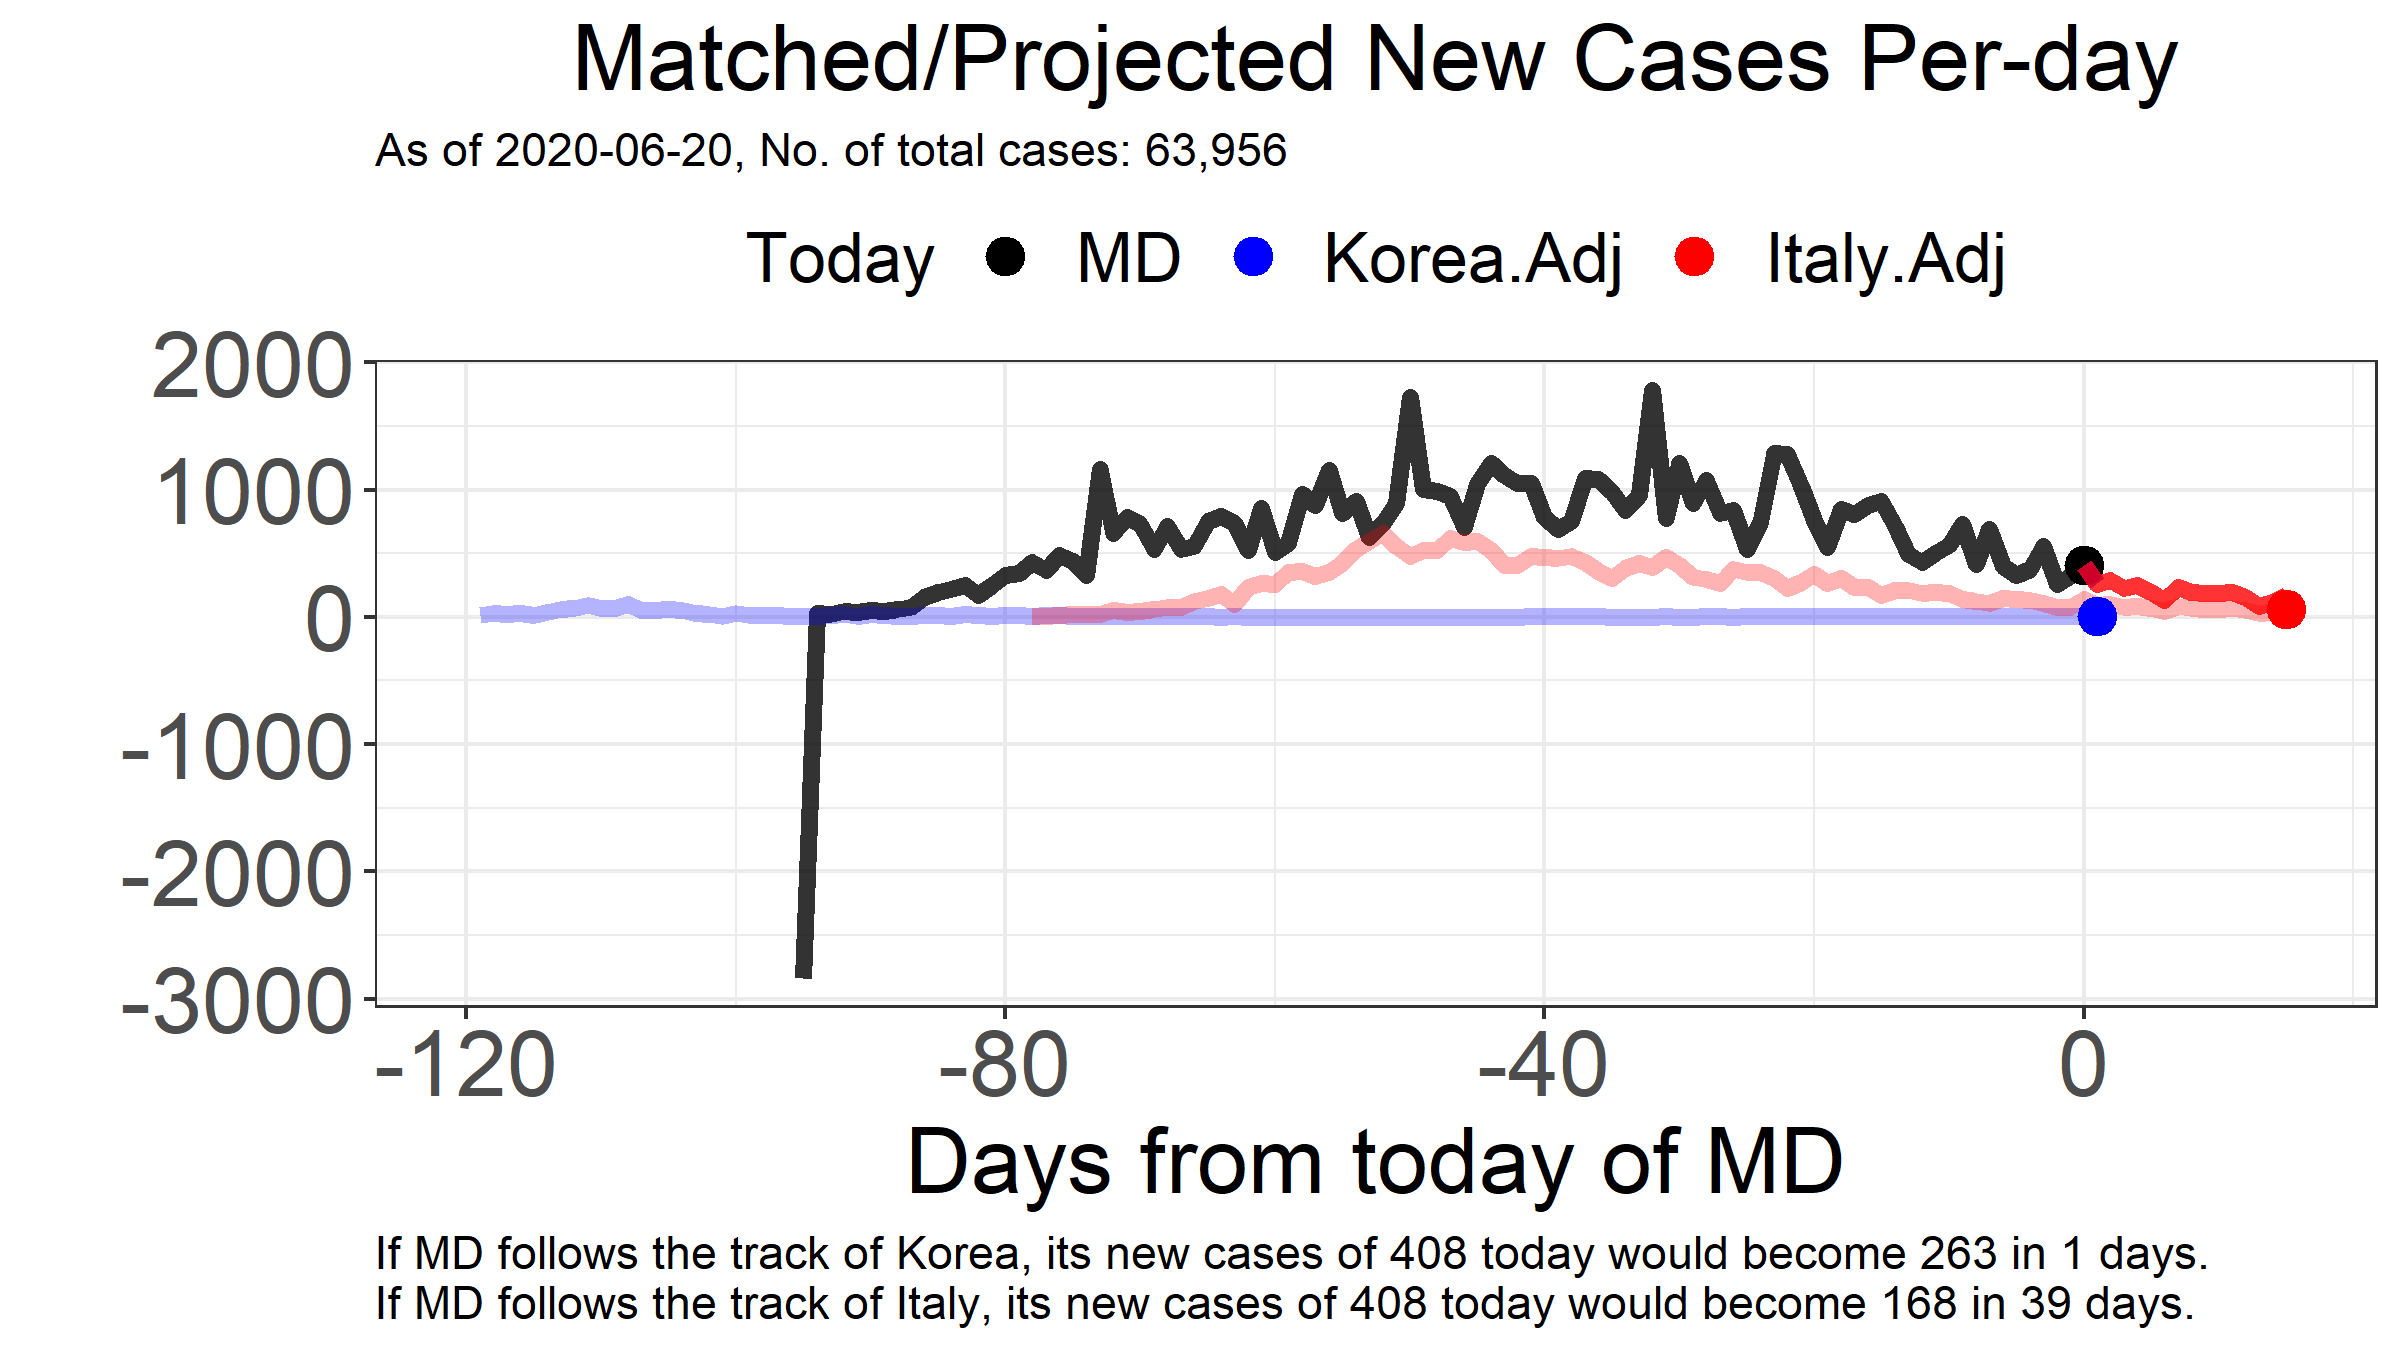 Matched/Projected New Cases Per-day
As of 2020-06-20, No. of total cases: 63,956
Today MD Korea.Adj Italy.Adj
2000
1000
0
-1000
-2000
-3000
-120 -80 -40 0
Days from today of MD
If MD follows the track of Korea, its new cases of 408 today would become 263 in 1 days.
If MD follows the track of Italy, its new cases of 408 today would become 168 in 39 days.